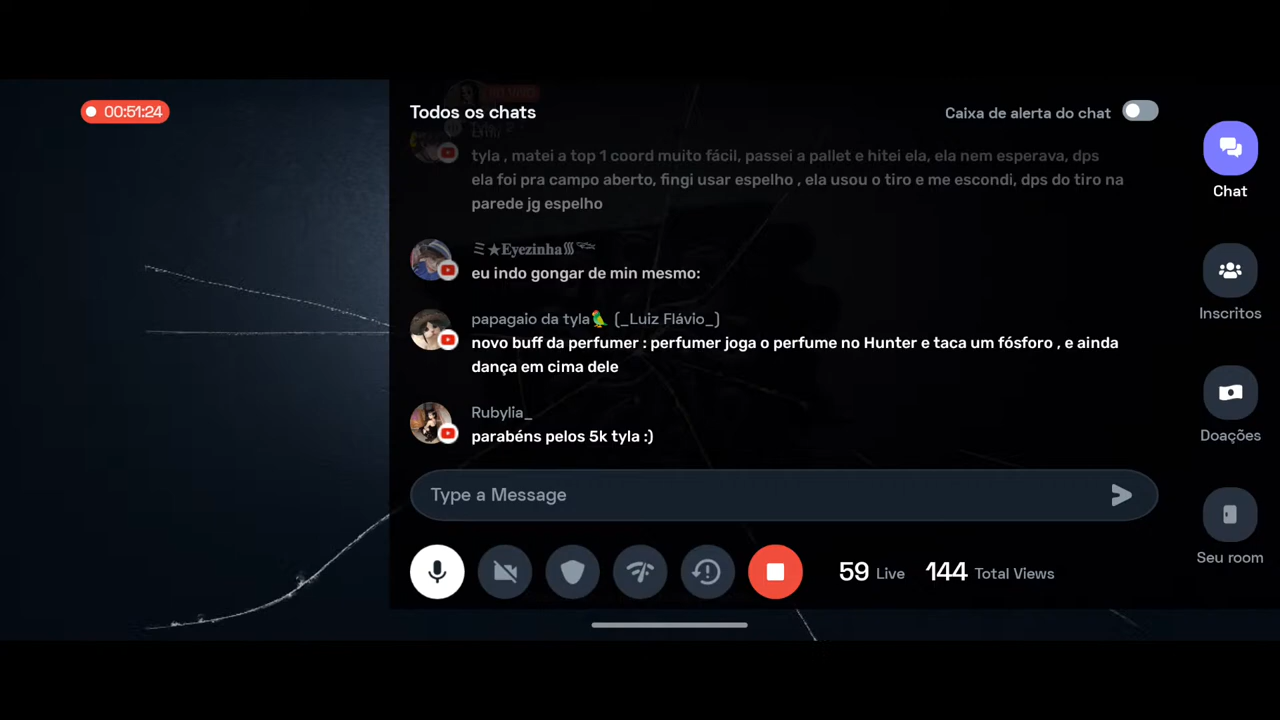 00:51:24
Todos os chats
Caixa de alerta do chat
tyla , matei a top 1 coord muito fácil, passei a pallet e hitei ela, ela nem esperava, dps
ela foi pra campo aberto, fingi usar espelho , ela usou o tiro e me escondi, dps do tiro na
parede jg espelho
ミ★𝐄𝐲𝐞𝐳𝐢𝐧𝐡𝐚
eu indo gongar de min mesmo:
papagaio da tyla🦜 (_Luiz Flávio_)
novo buff da perfumer : perfumer joga o perfume no Hunter e taca um fósforo , e ainda
dança em cima dele
Rubylia_
parabéns pelos 5k tyla :)
Type a Message
59 Live 144 Total Views
Chat
Inscritos
Doações
Seu room